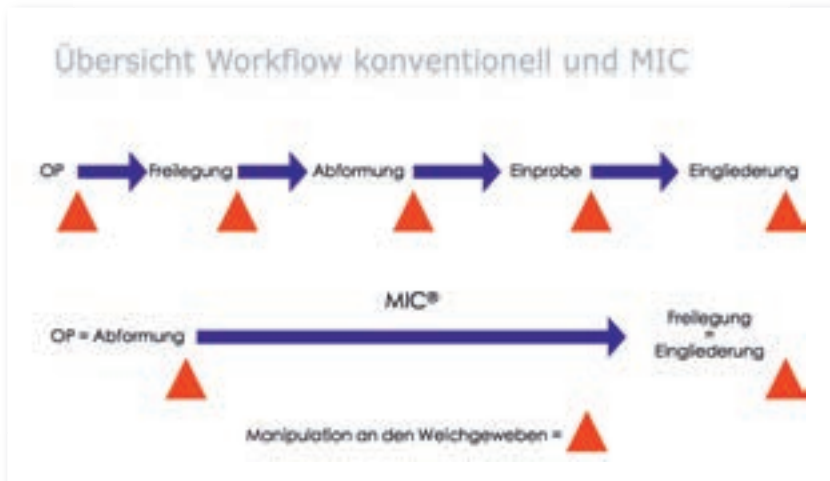 Übersicht Workflow konventionell und MIC
OP Freilegung Abformung Einprobe Eingliederung
MIC®
OP = Abformung
Freilegung
=
Eingliederung
Manipulation an den Weichgeweben =